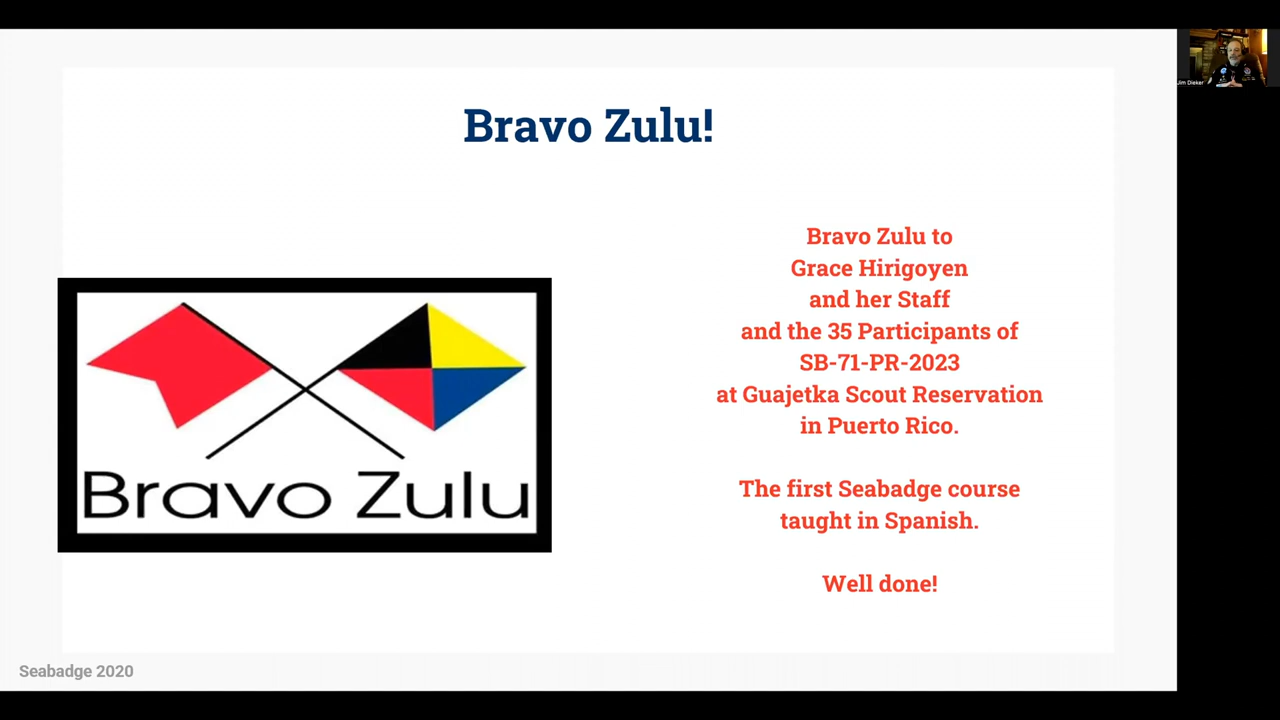 Bravo Zulu!
Bravo Zulu to
Grace Hirigoyen
and her Staff
and the 35 Participants of
SB-71-PR-2023
at Guajetka Scout Reservation
in Puerto Rico.
The first Seabadge course
taught in Spanish.
Well done!
Bravo Zulu
Seabadge 2020
Jim Dieker